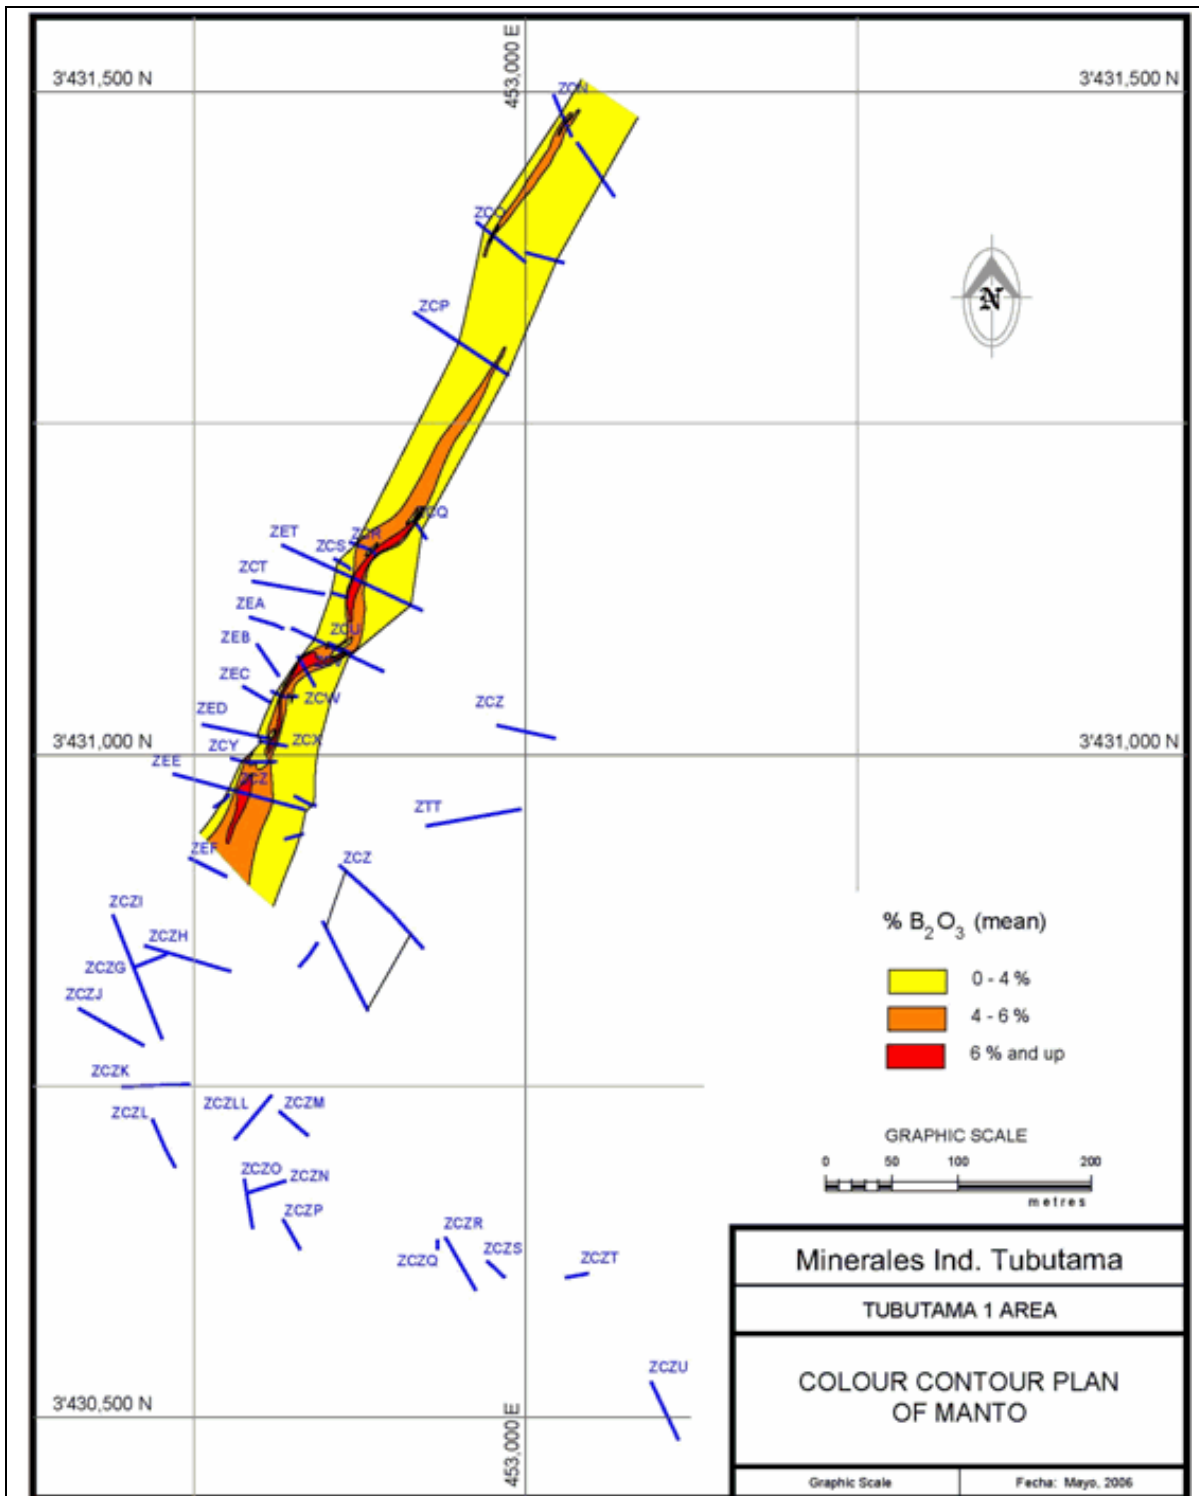 453,000 E
3'431,500 N
3'431,500 N
ZCN
ZCO
N
ZCP
ZCQ
ZET
ZCR
ZCS
ZCT
ZEA
ZCU
ZEB
ZEC
ZCW
ZED
ZCZ
ZCX
ZCY
3'431,000 N
3'431,000 N
ZEE
ZCZ
ZTT
ZEF
ZCZ
ZCZI
% B2O3 (mean)
ZCZH
ZCZG
0 - 4 %
ZCZJ
4 - 6 %
6 % and up
ZCZK
ZCZLL
ZCZM
ZCZL
GRAPHIC SCALE
0 50 100 200
metres
ZCZO
ZCZN
ZCZP
ZCZR
ZCZQ
ZCZS
ZCZT
Minerales Ind. Tubutama
TUBUTAMA 1 AREA
ZCZU
COLOUR CONTOUR PLAN
OF MANTO
3'430,500 N
453,000 E
Graphic Scale
Fecha: Mayo, 2006